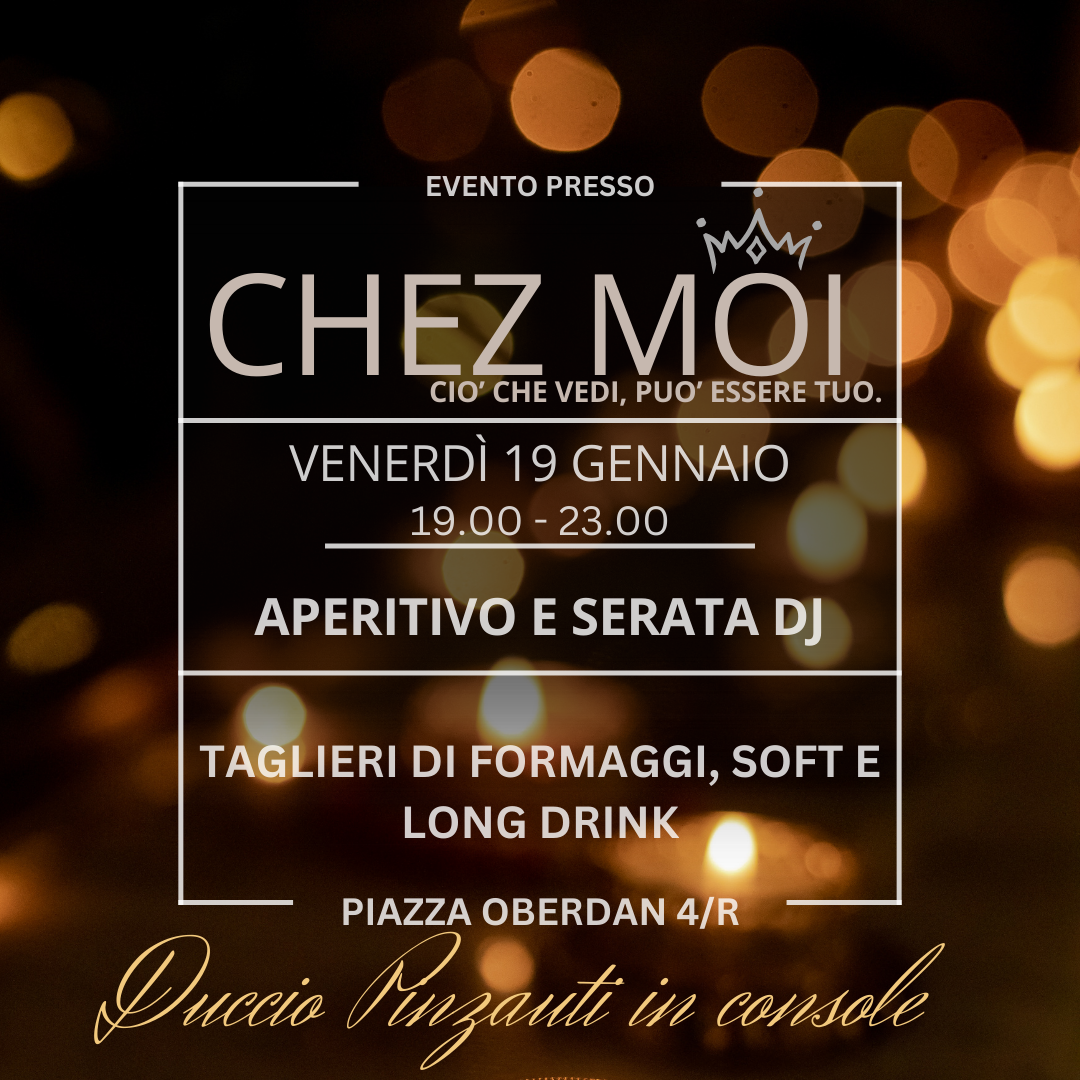 EVENTO PRESSO
CHEZ MOI
CIO’ CHE VEDI, PUO’ ESSERE TUO.
VENERDÌ 19 GENNAIO
19.00 - 23.00
APERITIVO E SERATA DJ
TAGLIERI DI FORMAGGI, SOFT E
LONG DRINK
PIAZZA OBERDAN 4/R
Duccio Pinzauti in console